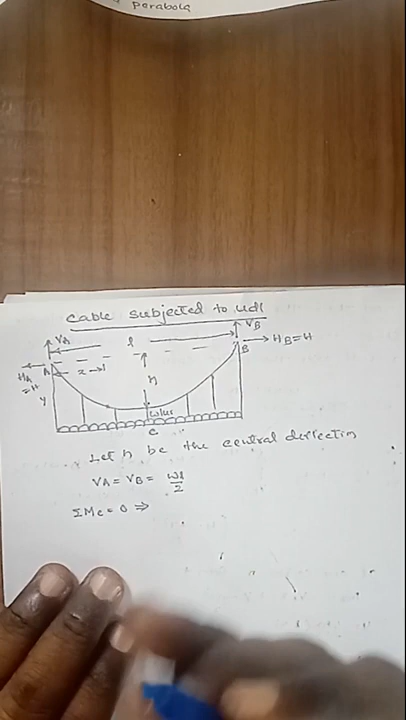 parabola
cable subjected to udl
VA
l
VB
HA
=H
A
x
B
HB=H
y
h
w/m
c
Let h be the central deflection
VA = VB = wl/2
ΣMc = 0 ⇒